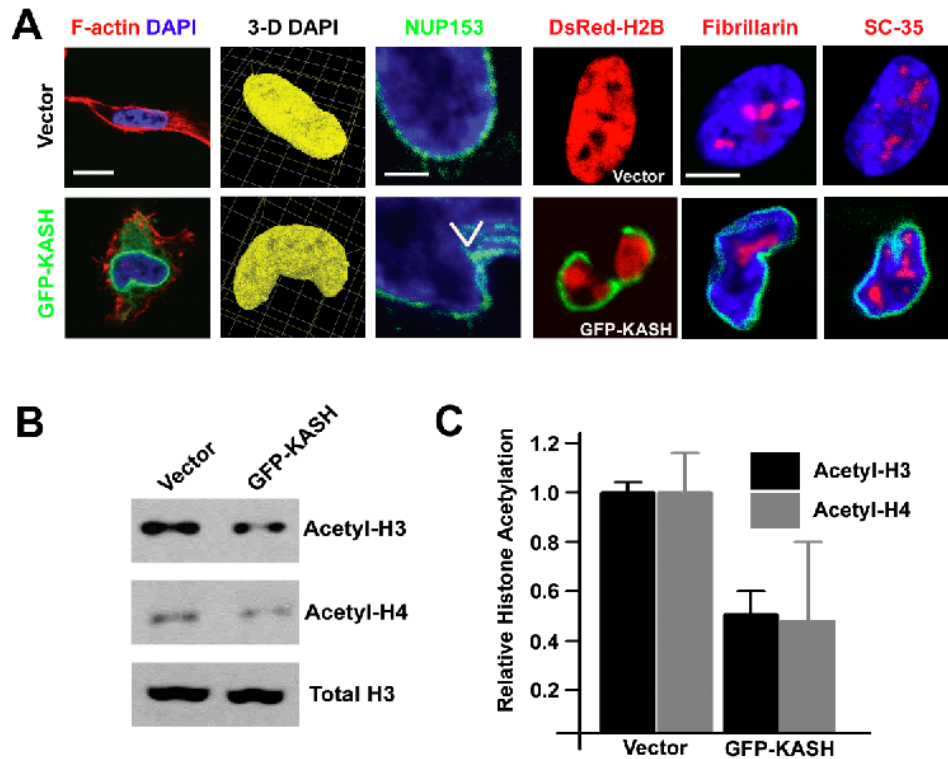 A
F-actin DAPI
3-D DAPI
NUP153
DsRed-H2B
Fibrillarin
SC-35
Vector
Vector
GFP-KASH
GFP-KASH
B
Vector
GFP-KASH
Acetyl-H3
Acetyl-H4
Total H3
C
Relative Histone Acetylation
1.2
1.0
0.8
0.6
0.4
0.2
Acetyl-H3
Acetyl-H4
Vector
GFP-KASH